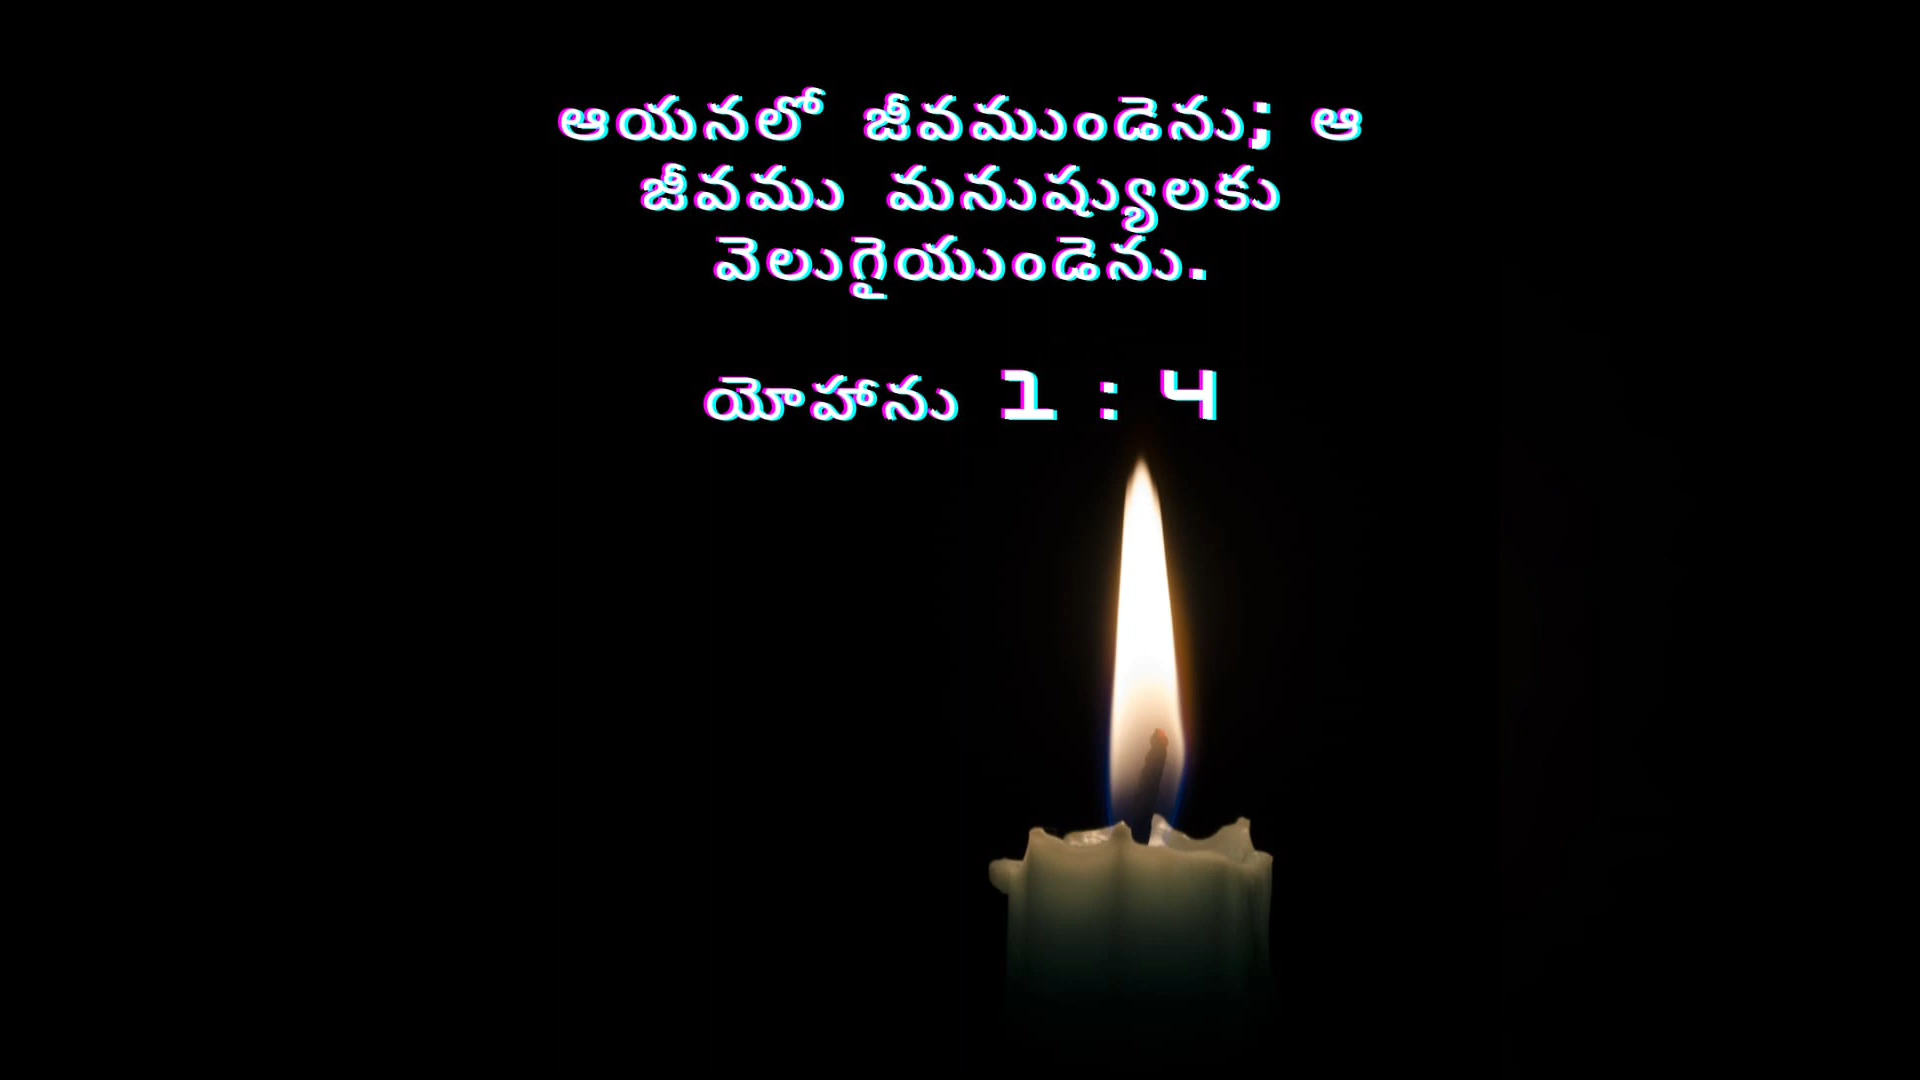 ఆయనలో జీవముండెను; ఆ
జీవము మనుష్యులకు
వెలుగైయుండెను.
యోహాను 1 : 4